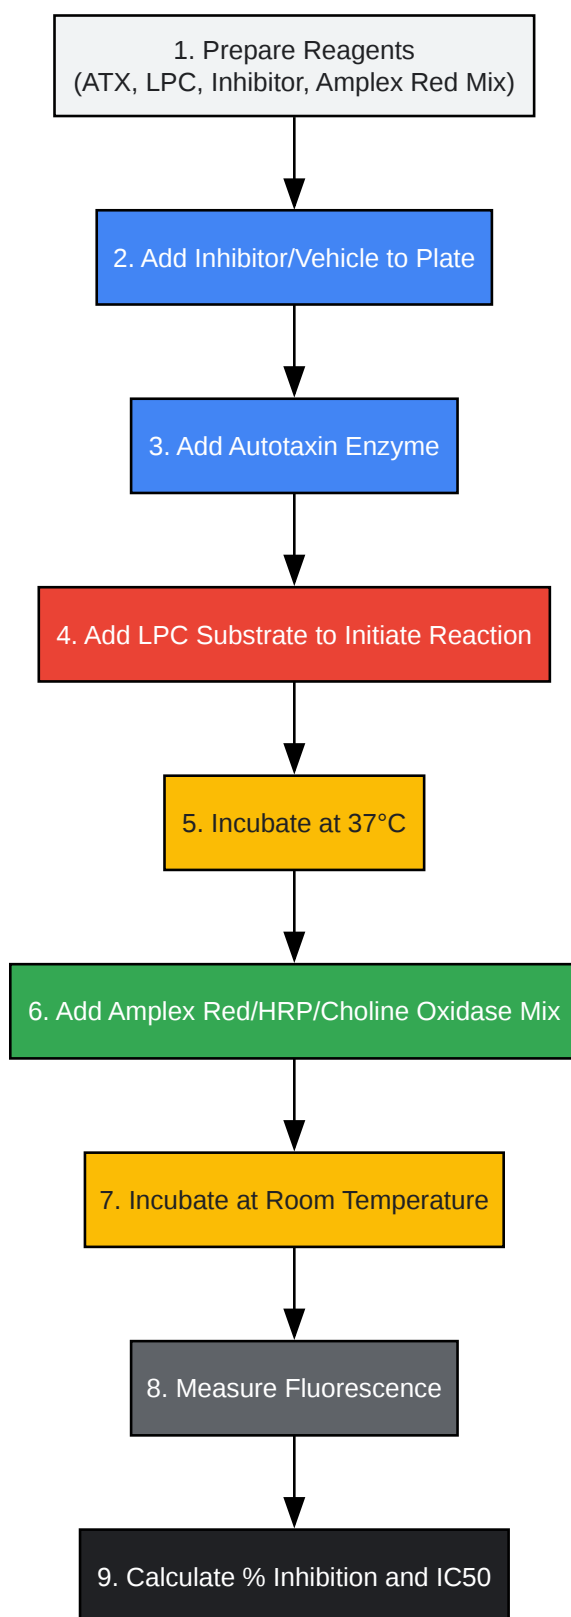 1. Prepare Reagents
(ATX, LPC, Inhibitor, Amplex Red Mix)
2. Add Inhibitor/Vehicle to Plate
3. Add Autotaxin Enzyme
4. Add LPC Substrate to Initiate Reaction
5. Incubate at 37°C
6. Add Amplex Red/HRP/Choline Oxidase Mix
7. Incubate at Room Temperature
8. Measure Fluorescence
9. Calculate % Inhibition and IC50